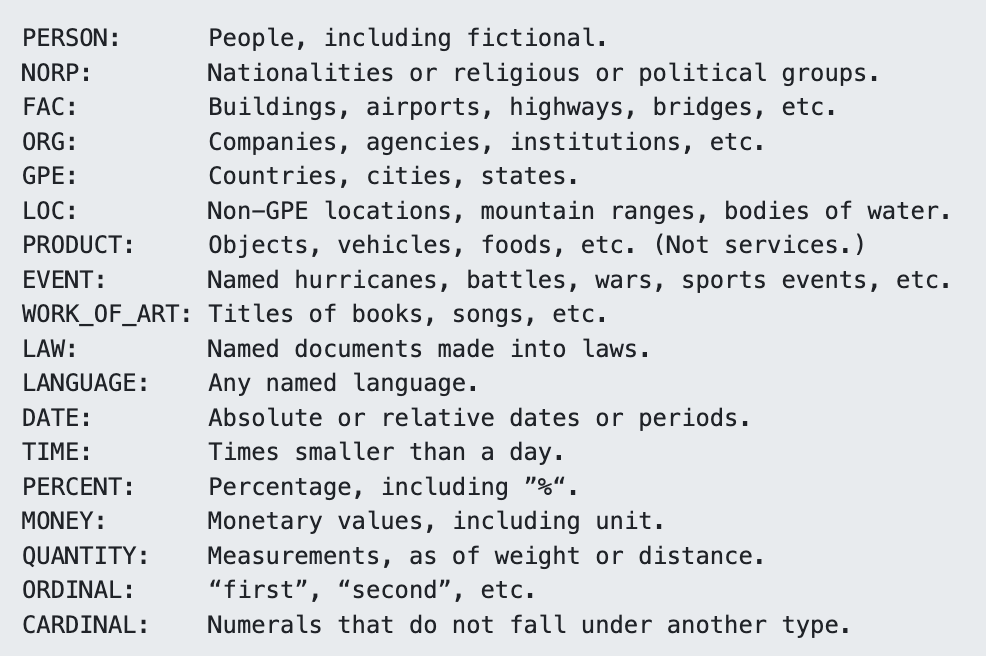 PERSON: People, including fictional.
NORP: Nationalities or religious or political groups.
FAC: Buildings, airports, highways, bridges, etc.
ORG: Companies, agencies, institutions, etc.
GPE: Countries, cities, states.
LOC: Non−GPE locations, mountain ranges, bodies of water.
PRODUCT: Objects, vehicles, foods, etc. (Not services.)
EVENT: Named hurricanes, battles, wars, sports events, etc.
WORK_OF_ART: Titles of books, songs, etc.
LAW: Named documents made into laws.
LANGUAGE: Any named language.
DATE: Absolute or relative dates or periods.
TIME: Times smaller than a day.
PERCENT: Percentage, including ”%“.
MONEY: Monetary values, including unit.
QUANTITY: Measurements, as of weight or distance.
ORDINAL: “first”, “second”, etc.
CARDINAL: Numerals that do not fall under another type.